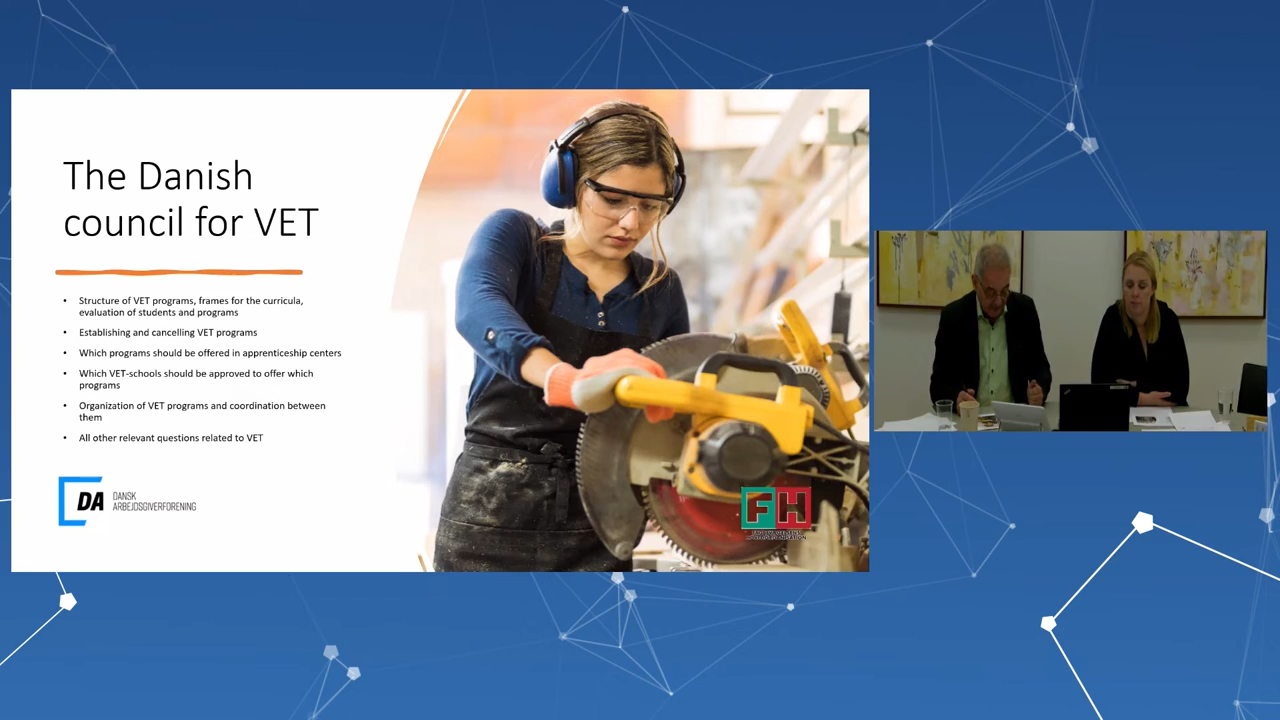 The Danish
council for VET
• Structure of VET programs, frames for the curricula,
evaluation of students and programs
• Establishing and cancelling VET programs
• Which programs should be offered in apprenticeship centers
• Which VET-schools should be approved to offer which
programs
• Organization of VET programs and coordination between
them
• All other relevant questions related to VET
DA
DANSK
ARBEJDSGIVERFORENING
FH